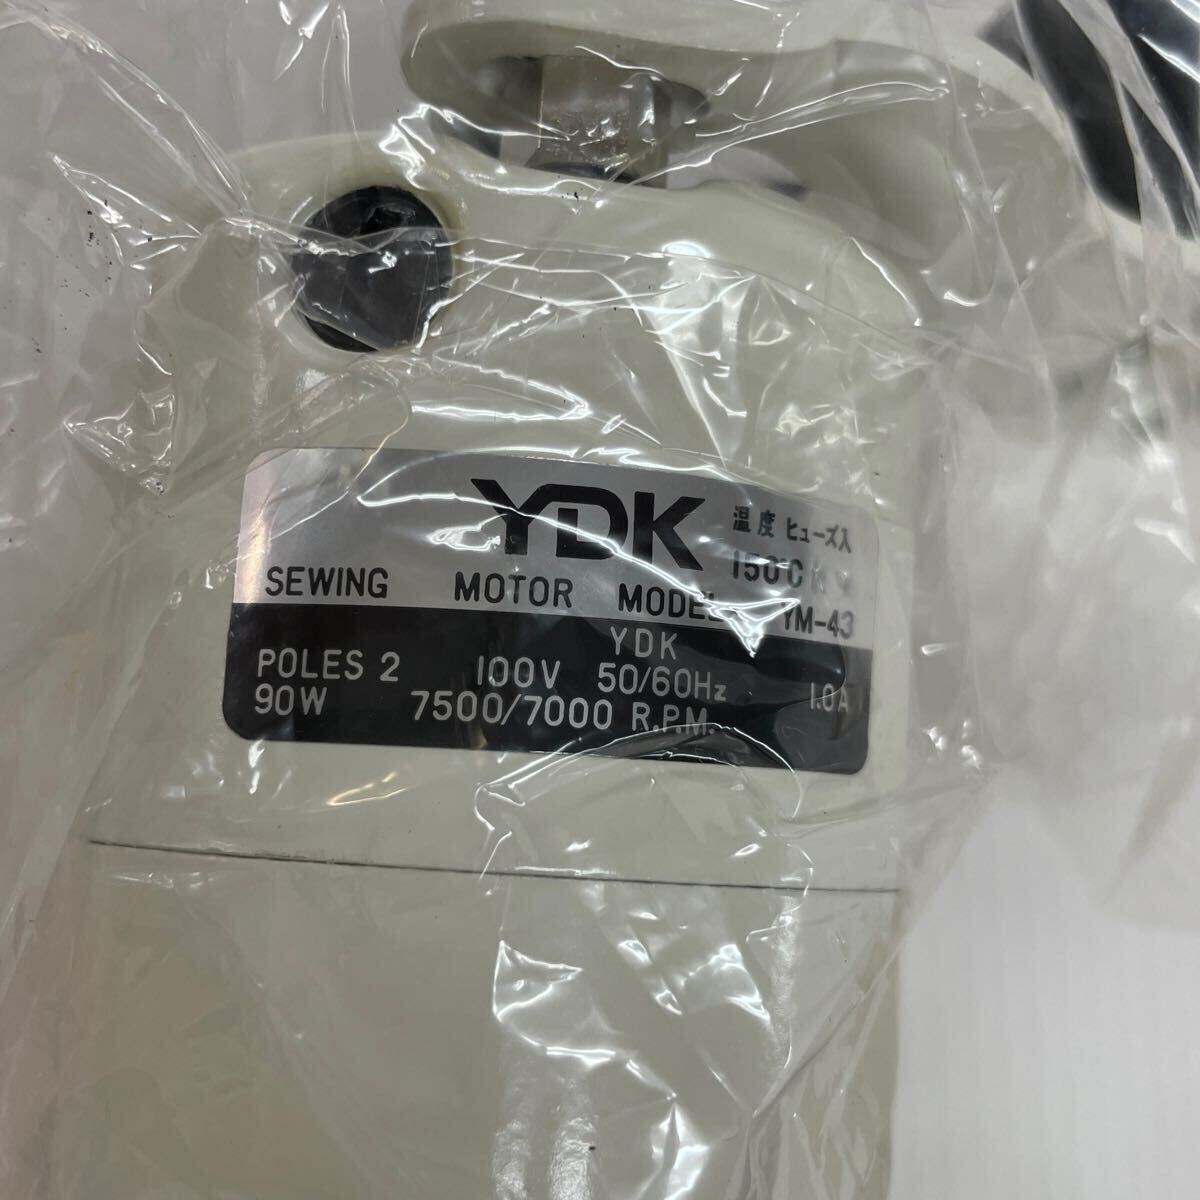 YDK 温度 ヒューズ入
150°C
SEWING MOTOR MODEL YM-43
YDK
POLES 2 100V 50/60Hz 1.0A
90W 7500/7000 R.P.M.